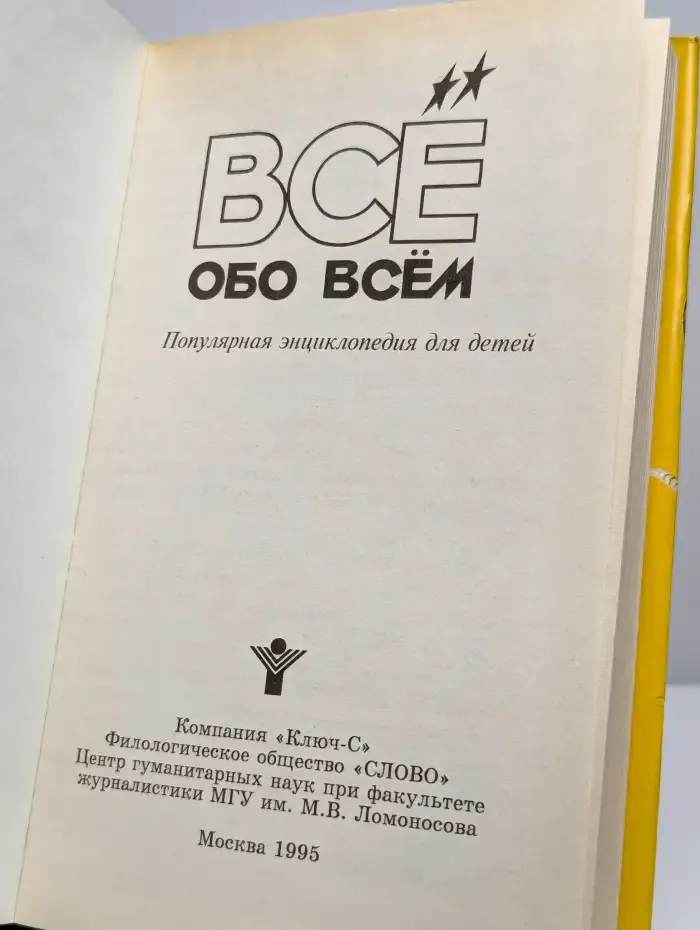 ВСЁ
ОБО ВСЁМ
Популярная энциклопедия для детей
Компания «Ключ-С»
Филологическое общество «СЛОВО»
Центр гуманитарных наук при факультете
журналистики МГУ им. М.В. Ломоносова
Москва 1995